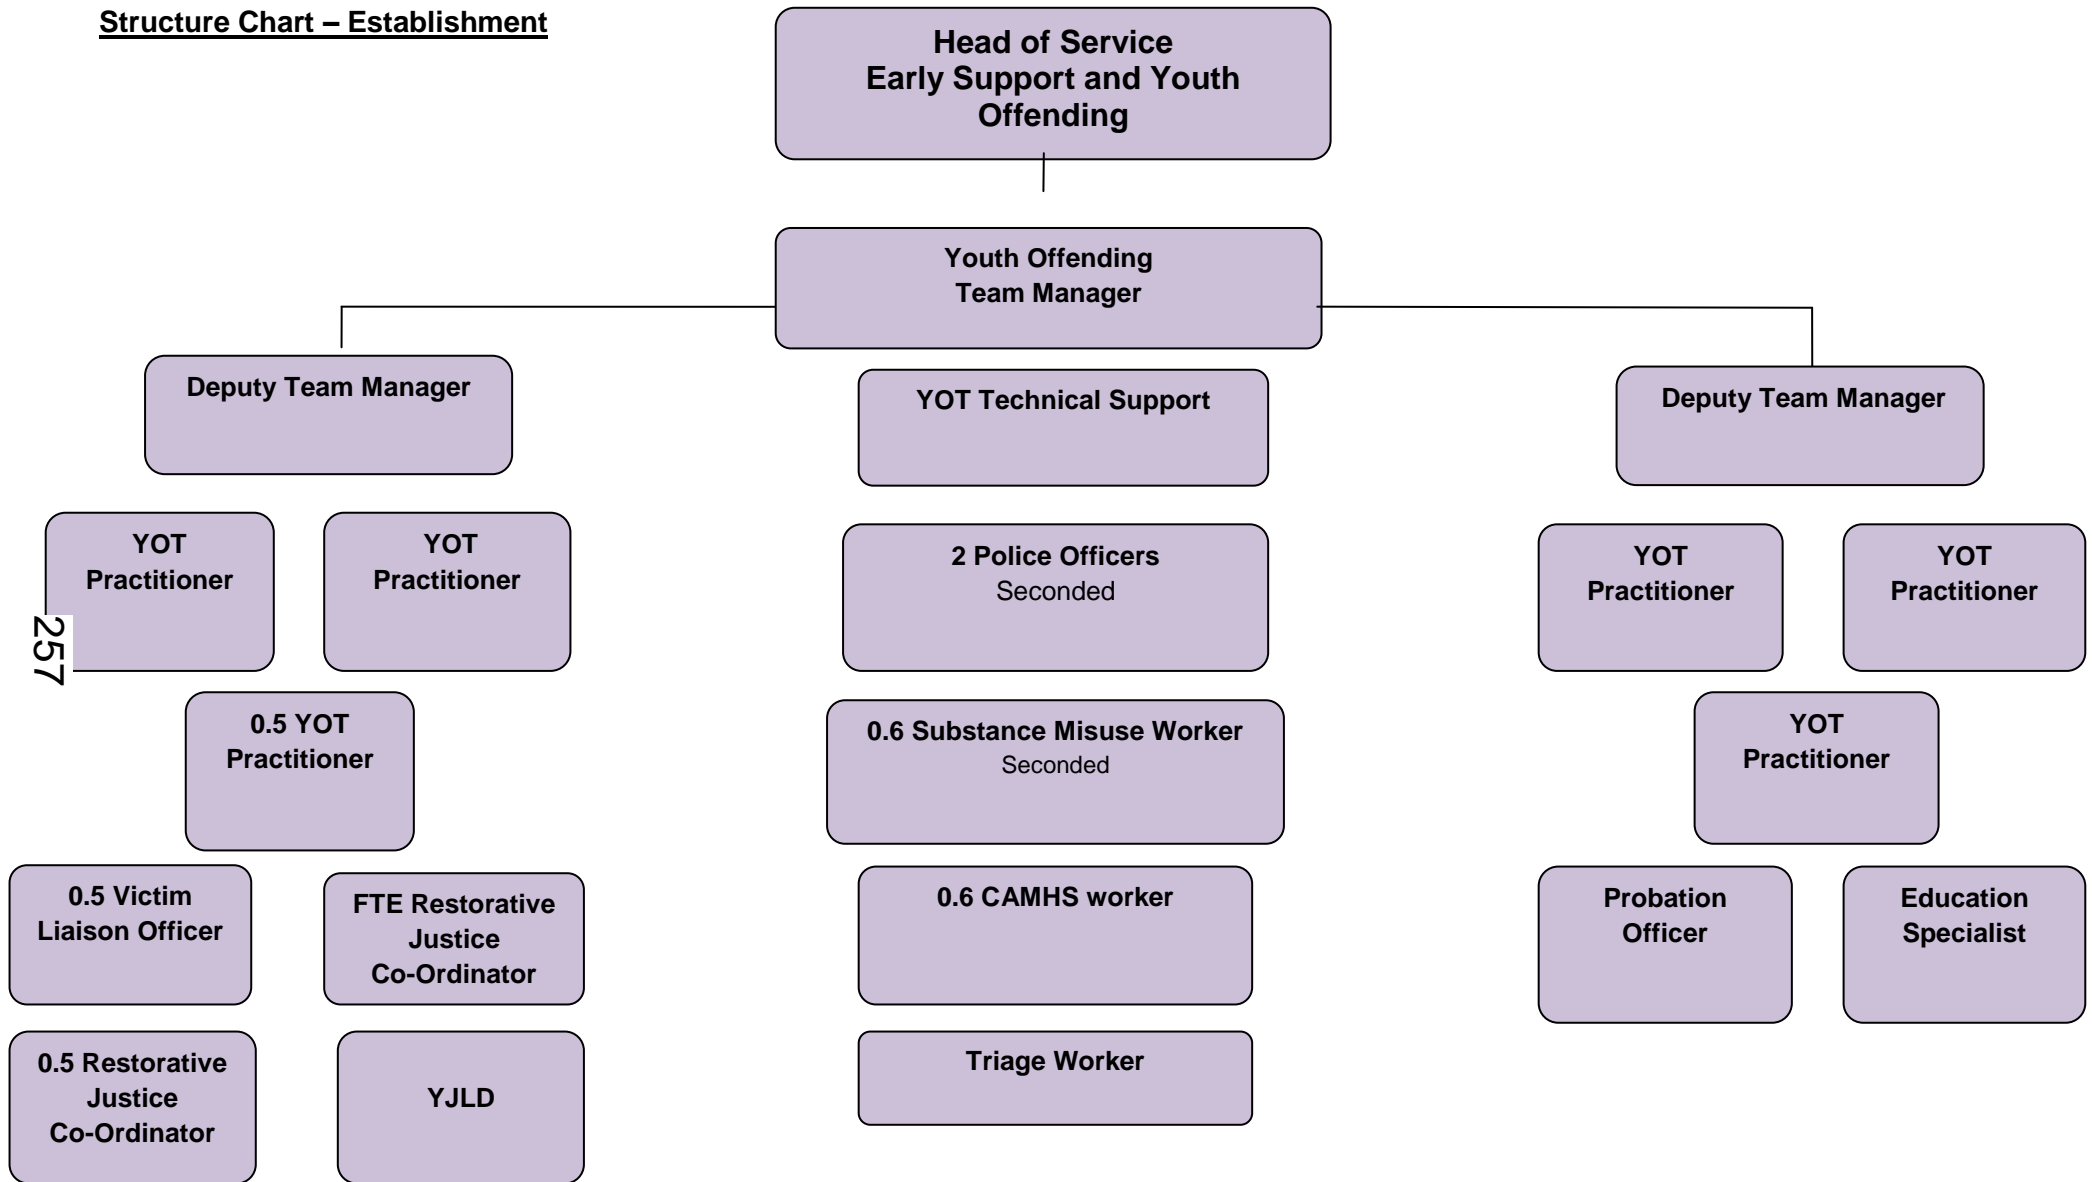 Structure Chart – Establishment
Head of Service
Early Support and Youth
Offending
Youth Offending
Team Manager
Deputy Team Manager
YOT Technical Support
Deputy Team Manager
YOT
Practitioner
YOT
Practitioner
2 Police Officers
Seconded
YOT
Practitioner
YOT
Practitioner
257
0.5 YOT
Practitioner
0.6 Substance Misuse Worker
Seconded
YOT
Practitioner
0.5 Victim
Liaison Officer
FTE Restorative
Justice
Co-Ordinator
0.6 CAMHS worker
Probation
Officer
Education
Specialist
0.5 Restorative
Justice
Co-Ordinator
YJLD
Triage Worker